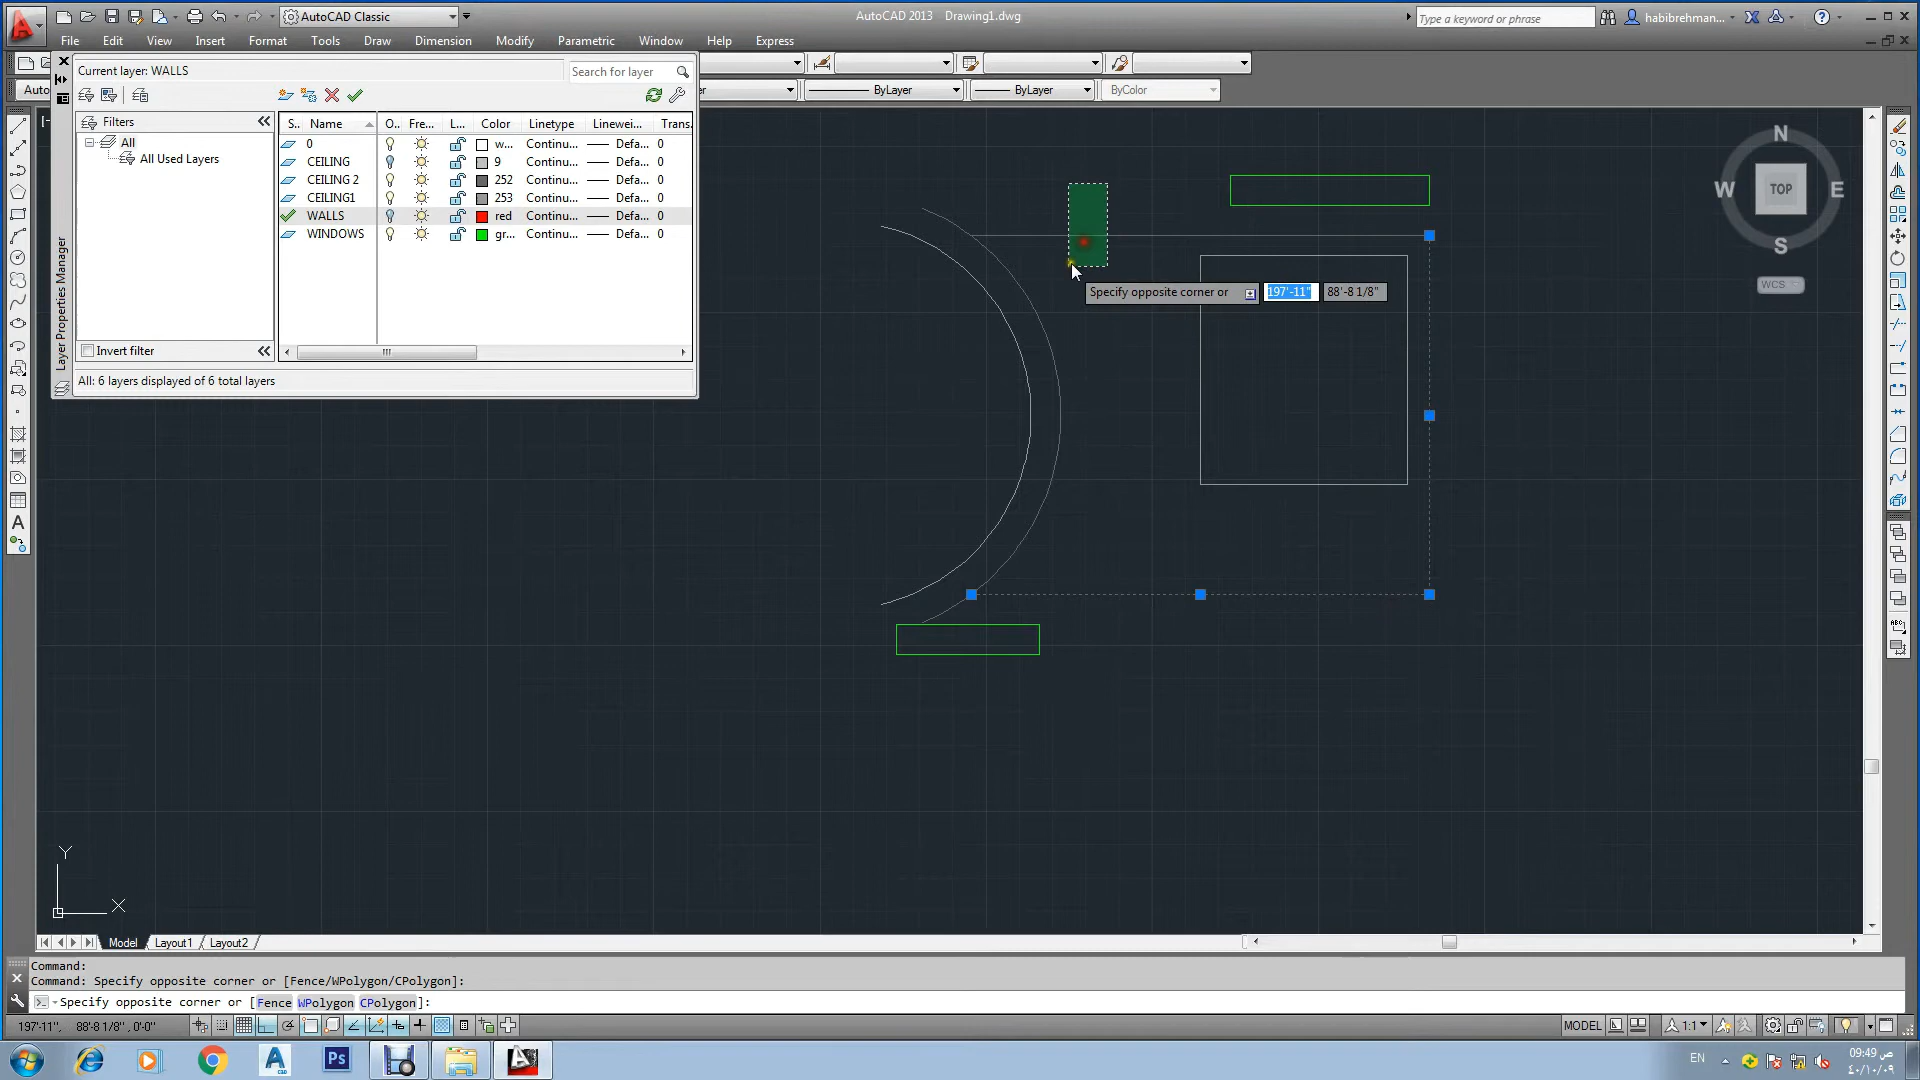 AutoCAD Classic
AutoCAD 2013 Drawing1.dwg
Type a keyword or phrase
habibrehman...
File Edit View Insert Format Tools Draw Dimension Modify Parametric Window Help Express
Current layer: WALLS
Search for layer
Auto
ByLayer
ByLayer
ByColor
Filters
All
All Used Layers
Invert filter
S.. Name O.. Fre... L... Color Linetype Linewei... Trans.
0 w... Continu... Defa... 0
CEILING 9 Continu... Defa... 0
CEILING 2 252 Continu... Defa... 0
CEILING1 253 Continu... Defa... 0
WALLS red Continu... Defa... 0
WINDOWS gr... Continu... Defa... 0
Layer Properties Manager
All: 6 layers displayed of 6 total layers
N
W TOP E
S
WCS
Specify opposite corner or 197'-11" 88'-8 1/8"
Y
X
Model Layout1 Layout2
Command:
Command: Specify opposite corner or [Fence/WPolygon/CPolygon]:
Specify opposite corner or [Fence WPolygon CPolygon]:
197'-11", 88'-8 1/8" , 0'-0"
MODEL
1:1
EN
09:49 ص
٤٠/١٠/٠٩
Ps